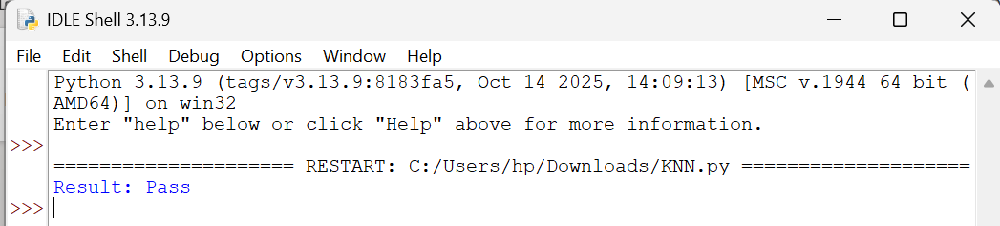 IDLE Shell 3.13.9
File Edit Shell Debug Options Window Help
Python 3.13.9 (tags/v3.13.9:8183fa5, Oct 14 2025, 14:09:13) [MSC v.1944 64 bit (
AMD64)] on win32
Enter "help" below or click "Help" above for more information.
>>>
===================== RESTART: C:/Users/hp/Downloads/KNN.py ====================
Result: Pass
>>>